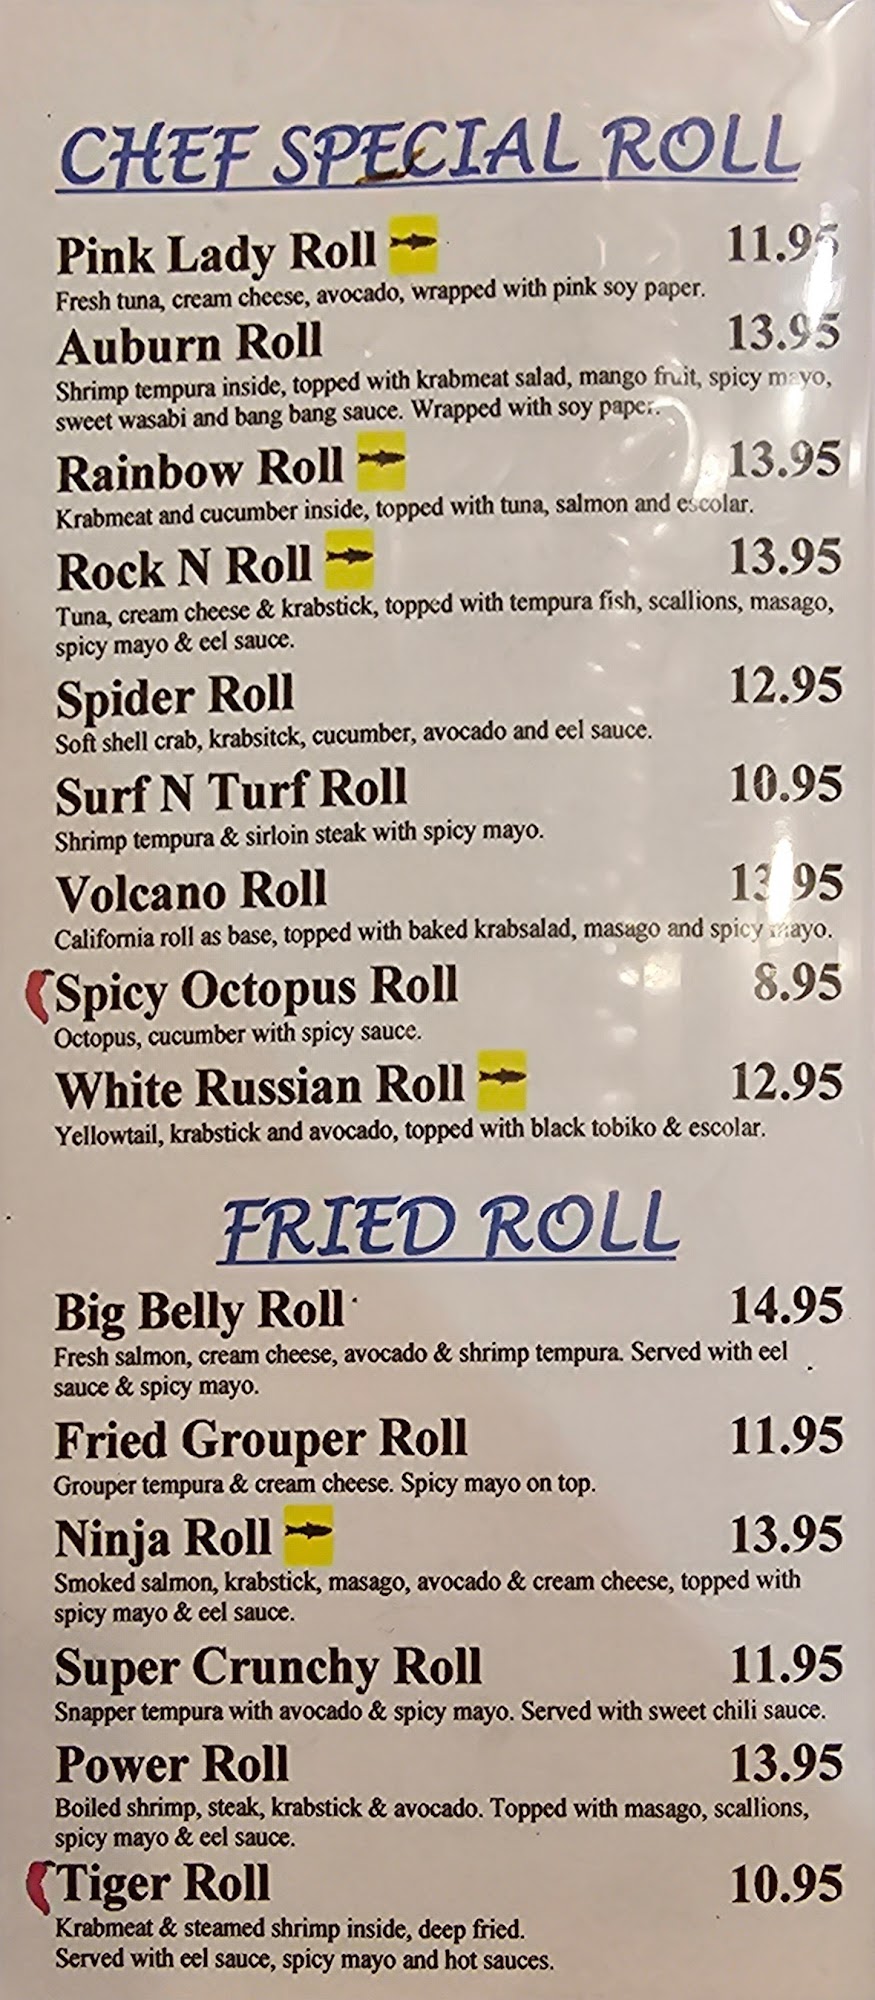 CHEF SPECIAL ROLL
Pink Lady Roll 11.95
Fresh tuna, cream cheese, avocado, wrapped with pink soy paper.
Auburn Roll 13.95
Shrimp tempura inside, topped with krabmeat salad, mango fruit, spicy mayo,
sweet wasabi and bang bang sauce. Wrapped with soy paper.
Rainbow Roll 13.95
Krabmeat and cucumber inside, topped with tuna, salmon and escolar.
Rock N Roll 13.95
Tuna, cream cheese & krabstick, topped with tempura fish, scallions, masago,
spicy mayo & eel sauce.
Spider Roll 12.95
Soft shell crab, krabsitck, cucumber, avocado and eel sauce.
Surf N Turf Roll 10.95
Shrimp tempura & sirloin steak with spicy mayo.
Volcano Roll 13.95
California roll as base, topped with baked krabsalad, masago and spicy mayo.
Spicy Octopus Roll 8.95
Octopus, cucumber with spicy sauce.
White Russian Roll 12.95
Yellowtail, krabstick and avocado, topped with black tobiko & escolar.
FRIED ROLL
Big Belly Roll 14.95
Fresh salmon, cream cheese, avocado & shrimp tempura. Served with eel
sauce & spicy mayo.
Fried Grouper Roll 11.95
Grouper tempura & cream cheese. Spicy mayo on top.
Ninja Roll 13.95
Smoked salmon, krabstick, masago, avocado & cream cheese, topped with
spicy mayo & eel sauce.
Super Crunchy Roll 11.95
Snapper tempura with avocado & spicy mayo. Served with sweet chili sauce.
Power Roll 13.95
Boiled shrimp, steak, krabstick & avocado. Topped with masago, scallions,
spicy mayo & eel sauce.
Tiger Roll 10.95
Krabmeat & steamed shrimp inside, deep fried.
Served with eel sauce, spicy mayo and hot sauces.